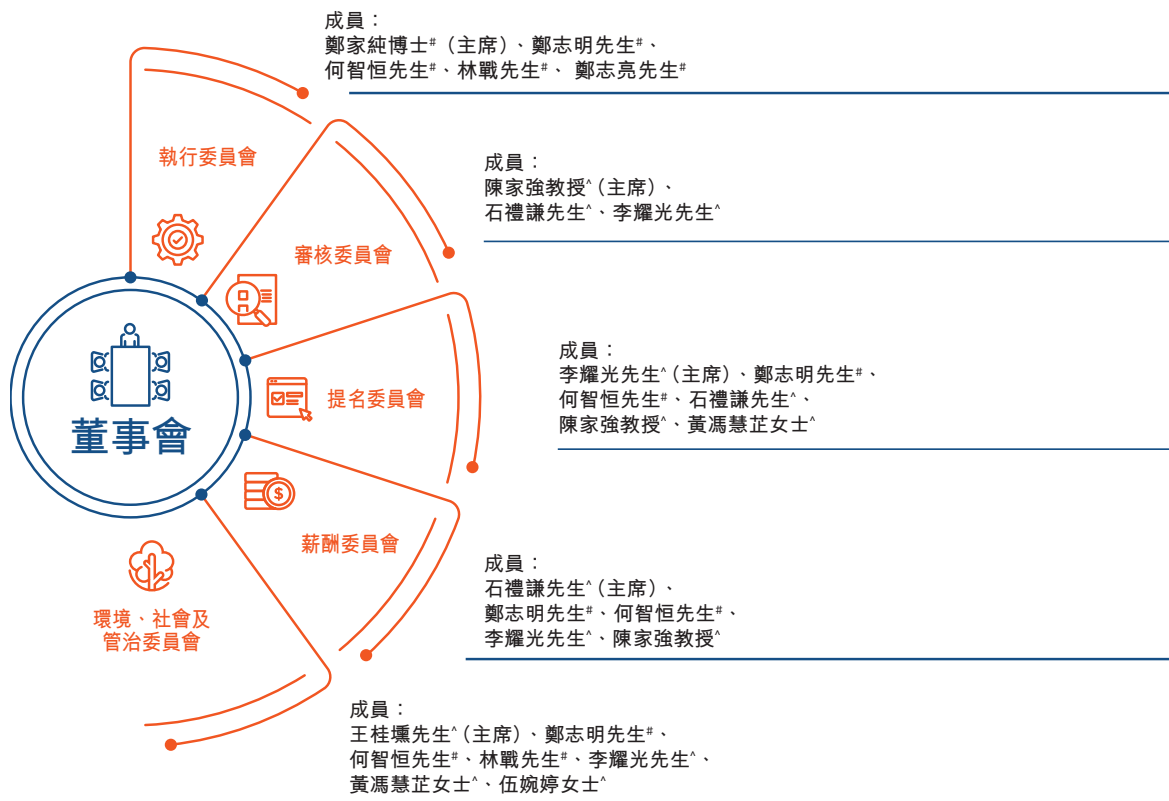 成員：
鄭家純博士#（主席）、鄭志明先生#、
何智恒先生#、林戰先生#、 鄭志亮先生#
執行委員會
成員：
陳家強教授^（主席）、
石禮謙先生^、李耀光先生^
審核委員會
成員：
李耀光先生^（主席）、鄭志明先生#、
何智恒先生#、石禮謙先生^、
陳家強教授^、黃馮慧芷女士^
提名委員會
董事會
$
薪酬委員會
成員：
石禮謙先生^（主席）、
鄭志明先生#、何智恒先生#、
李耀光先生^、陳家強教授^
環境、社會及
管治委員會
成員：
王桂壎先生^（主席）、鄭志明先生#、
何智恒先生#、林戰先生#、李耀光先生^、
黃馮慧芷女士^、伍婉婷女士^